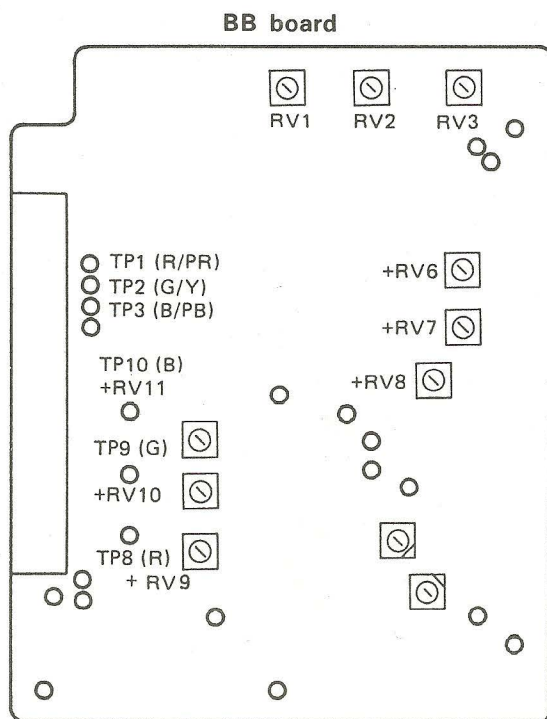 BB board
RV1 RV2 RV3
TP1 (R/PR)
TP2 (G/Y)
TP3 (B/PB)
+RV6
+RV7
+RV8
TP10 (B)
+RV11
TP9 (G)
+RV10
TP8 (R)
+ RV9